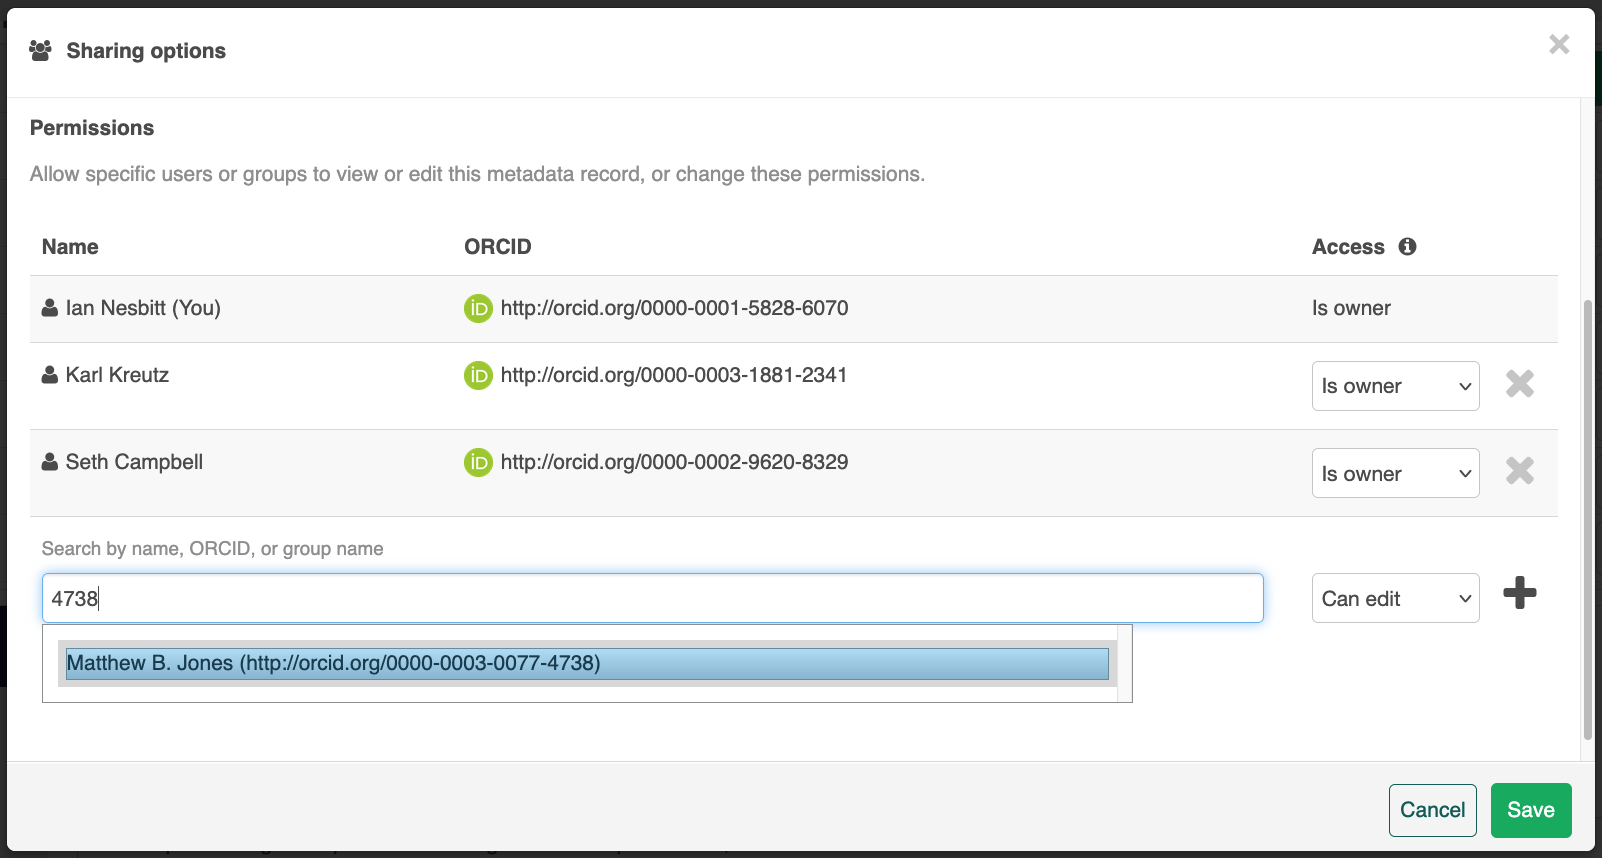 Sharing options
Permissions
Allow specific users or groups to view or edit this metadata record, or change these permissions.
Name ORCID Access
Ian Nesbitt (You) iD http://orcid.org/0000-0001-5828-6070 Is owner
Karl Kreutz iD http://orcid.org/0000-0003-1881-2341 Is owner
Seth Campbell iD http://orcid.org/0000-0002-9620-8329 Is owner
Search by name, ORCID, or group name
4738 Can edit
Matthew B. Jones (http://orcid.org/0000-0003-0077-4738)
Cancel Save